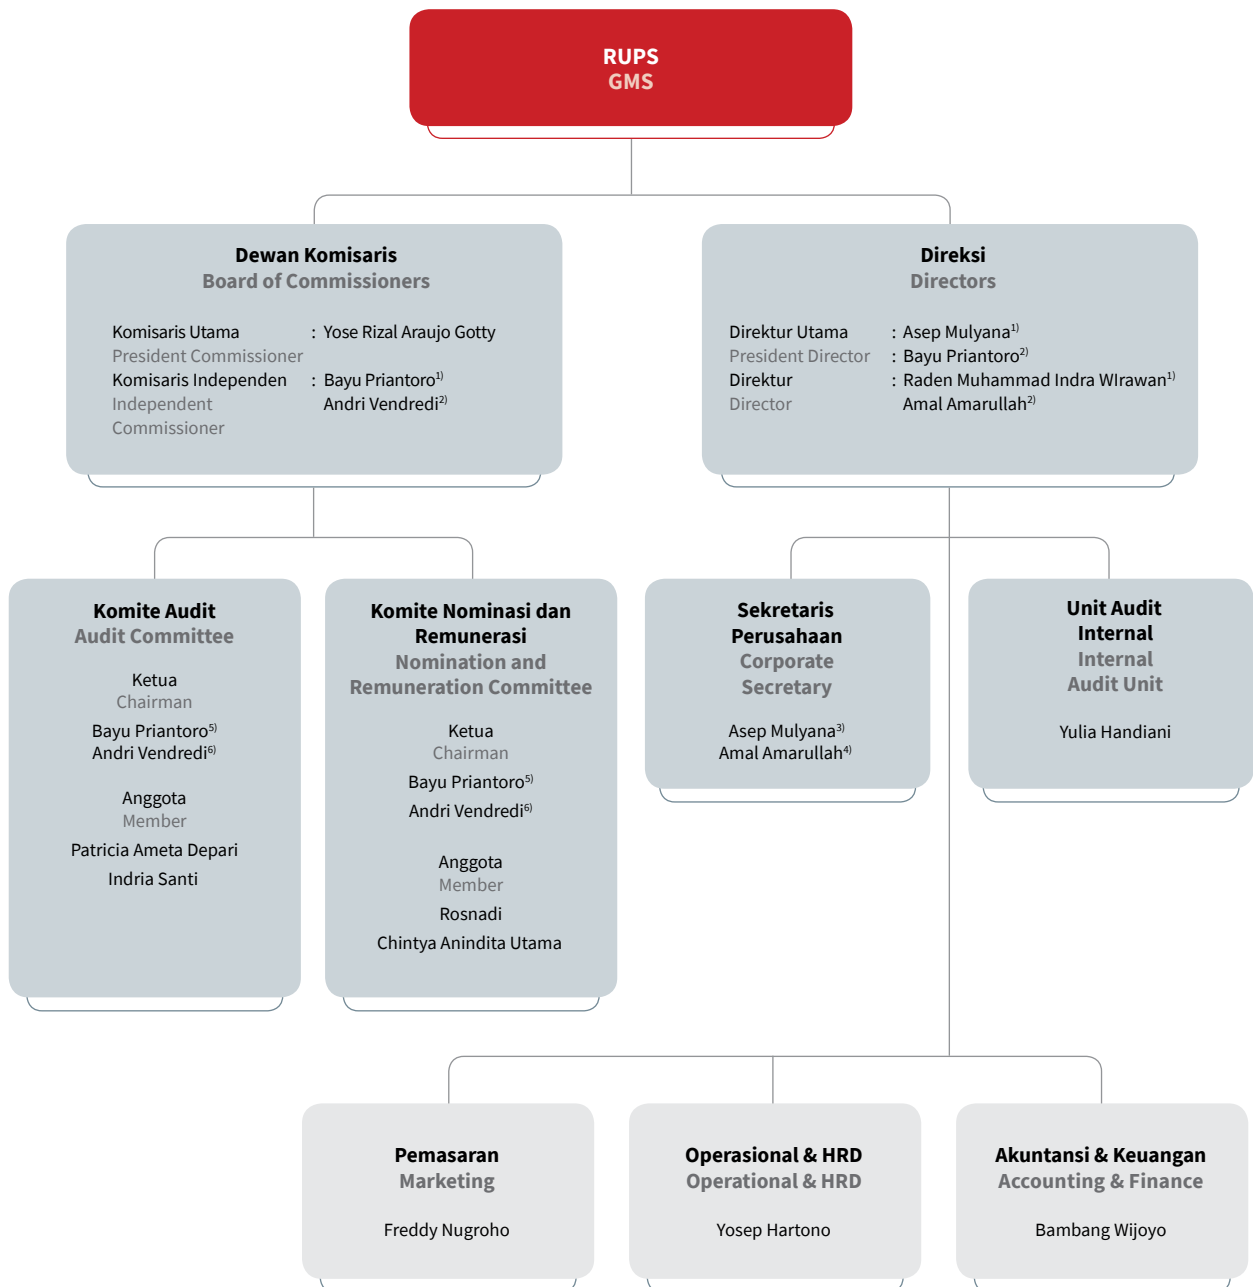 RUPS
GMS
Dewan Komisaris
Board of Commissioners
Komisaris Utama : Yose Rizal Araujo Gotty
President Commissioner
Komisaris Independen : Bayu Priantoro¹⁾
Independent Andri Vendredi²⁾
Commissioner
Direksi
Directors
Direktur Utama : Asep Mulyana¹⁾
President Director : Bayu Priantoro²⁾
Direktur : Raden Muhammad Indra WIrawan¹⁾
Director Amal Amarullah²⁾
Komite Audit
Audit Committee
Ketua
Chairman
Bayu Priantoro⁵⁾
Andri Vendredi⁶⁾
Anggota
Member
Patricia Ameta Depari
Indria Santi
Komite Nominasi dan
Remunerasi
Nomination and
Remuneration Committee
Ketua
Chairman
Bayu Priantoro⁵⁾
Andri Vendredi⁶⁾
Anggota
Member
Rosnadi
Chintya Anindita Utama
Sekretaris
Perusahaan
Corporate
Secretary
Asep Mulyana³⁾
Amal Amarullah⁴⁾
Unit Audit
Internal
Internal
Audit Unit
Yulia Handiani
Pemasaran
Marketing
Freddy Nugroho
Operasional & HRD
Operational & HRD
Yosep Hartono
Akuntansi & Keuangan
Accounting & Finance
Bambang Wijoyo